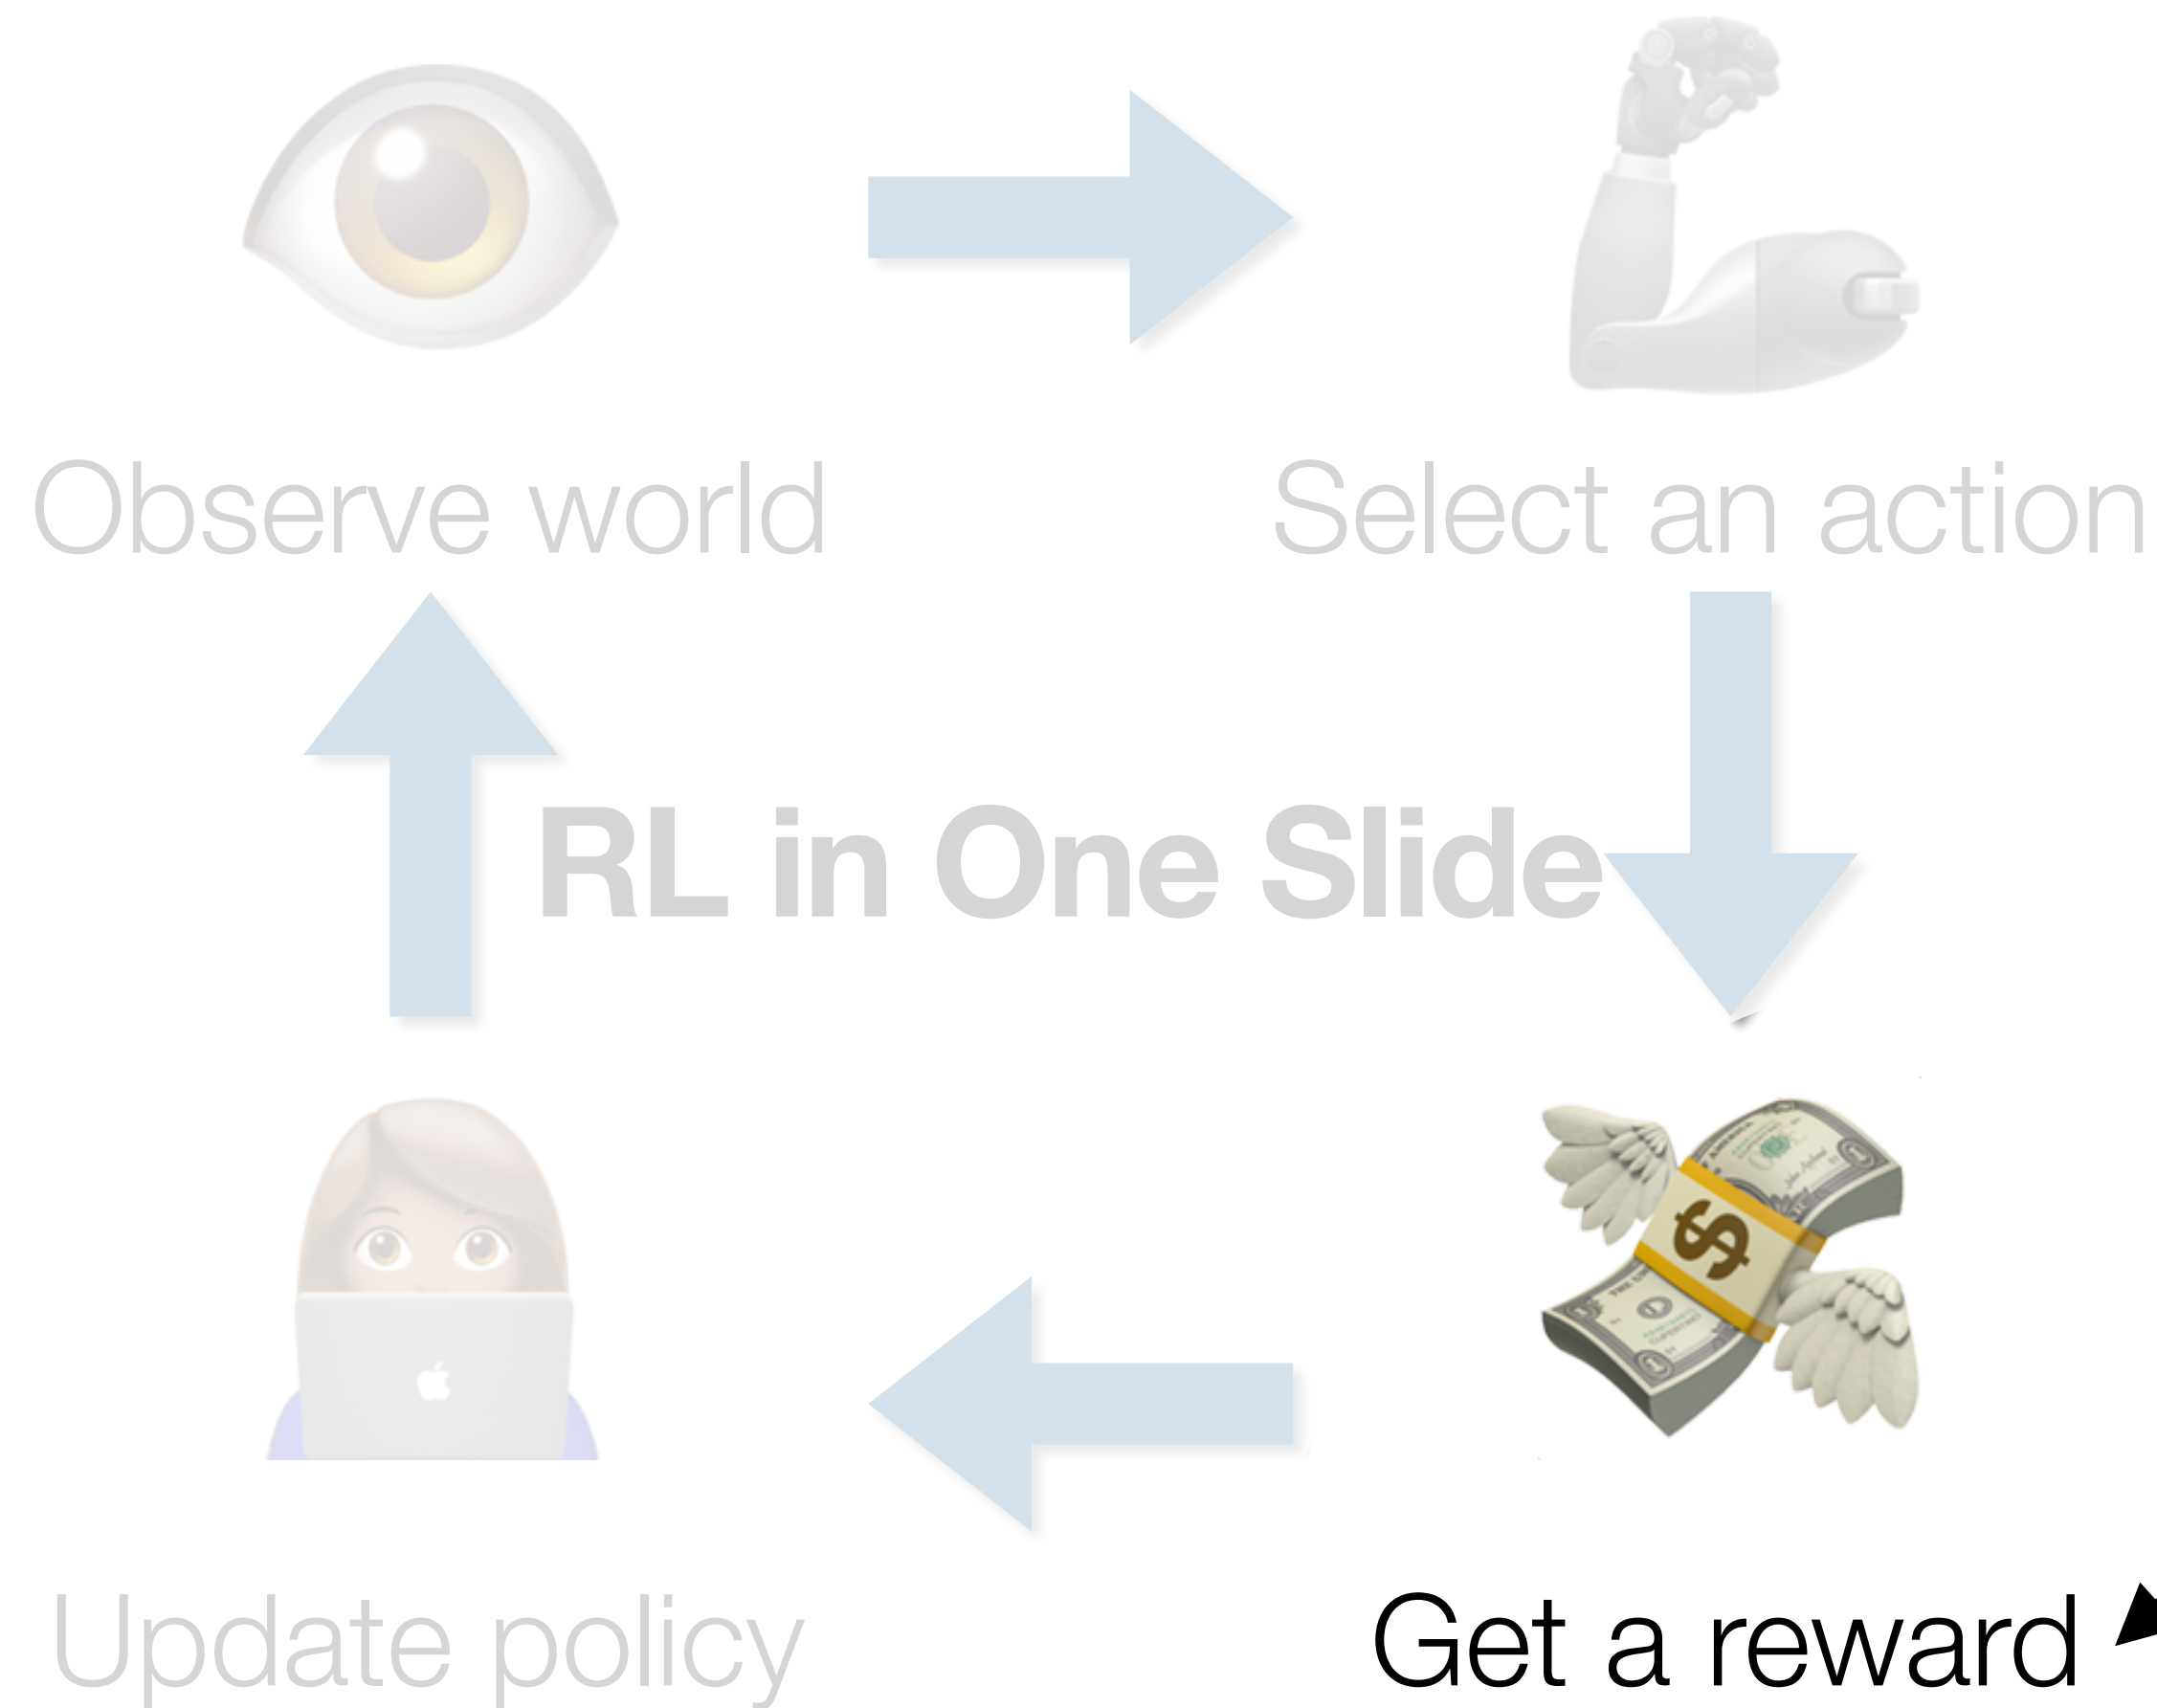 Observe world
Select an action
RL in One Slide
$
Update policy
Get a reward